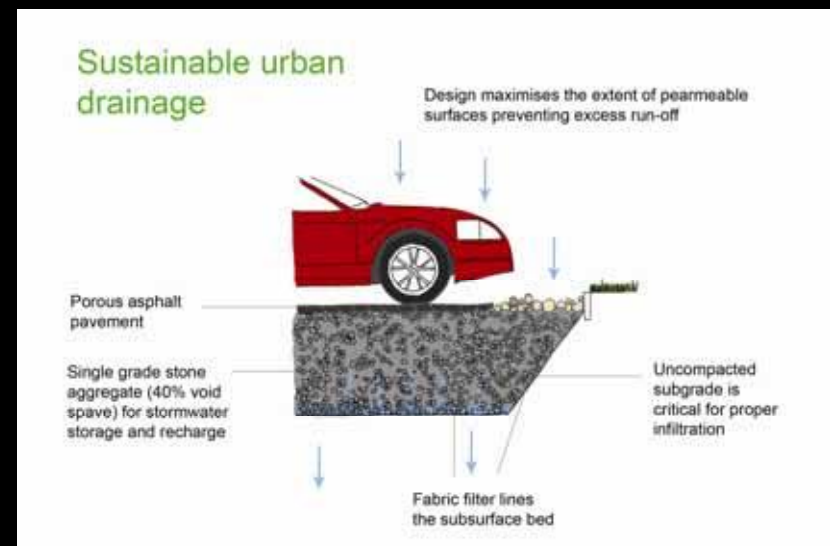 Sustainable urban
drainage
Design maximises the extent of pearmeable
surfaces preventing excess run-off
Porous asphalt
pavement
Single grade stone
aggregate (40% void
spave) for stormwater
storage and recharge
Uncompacted
subgrade is
critical for proper
infiltration
Fabric filter lines
the subsurface bed